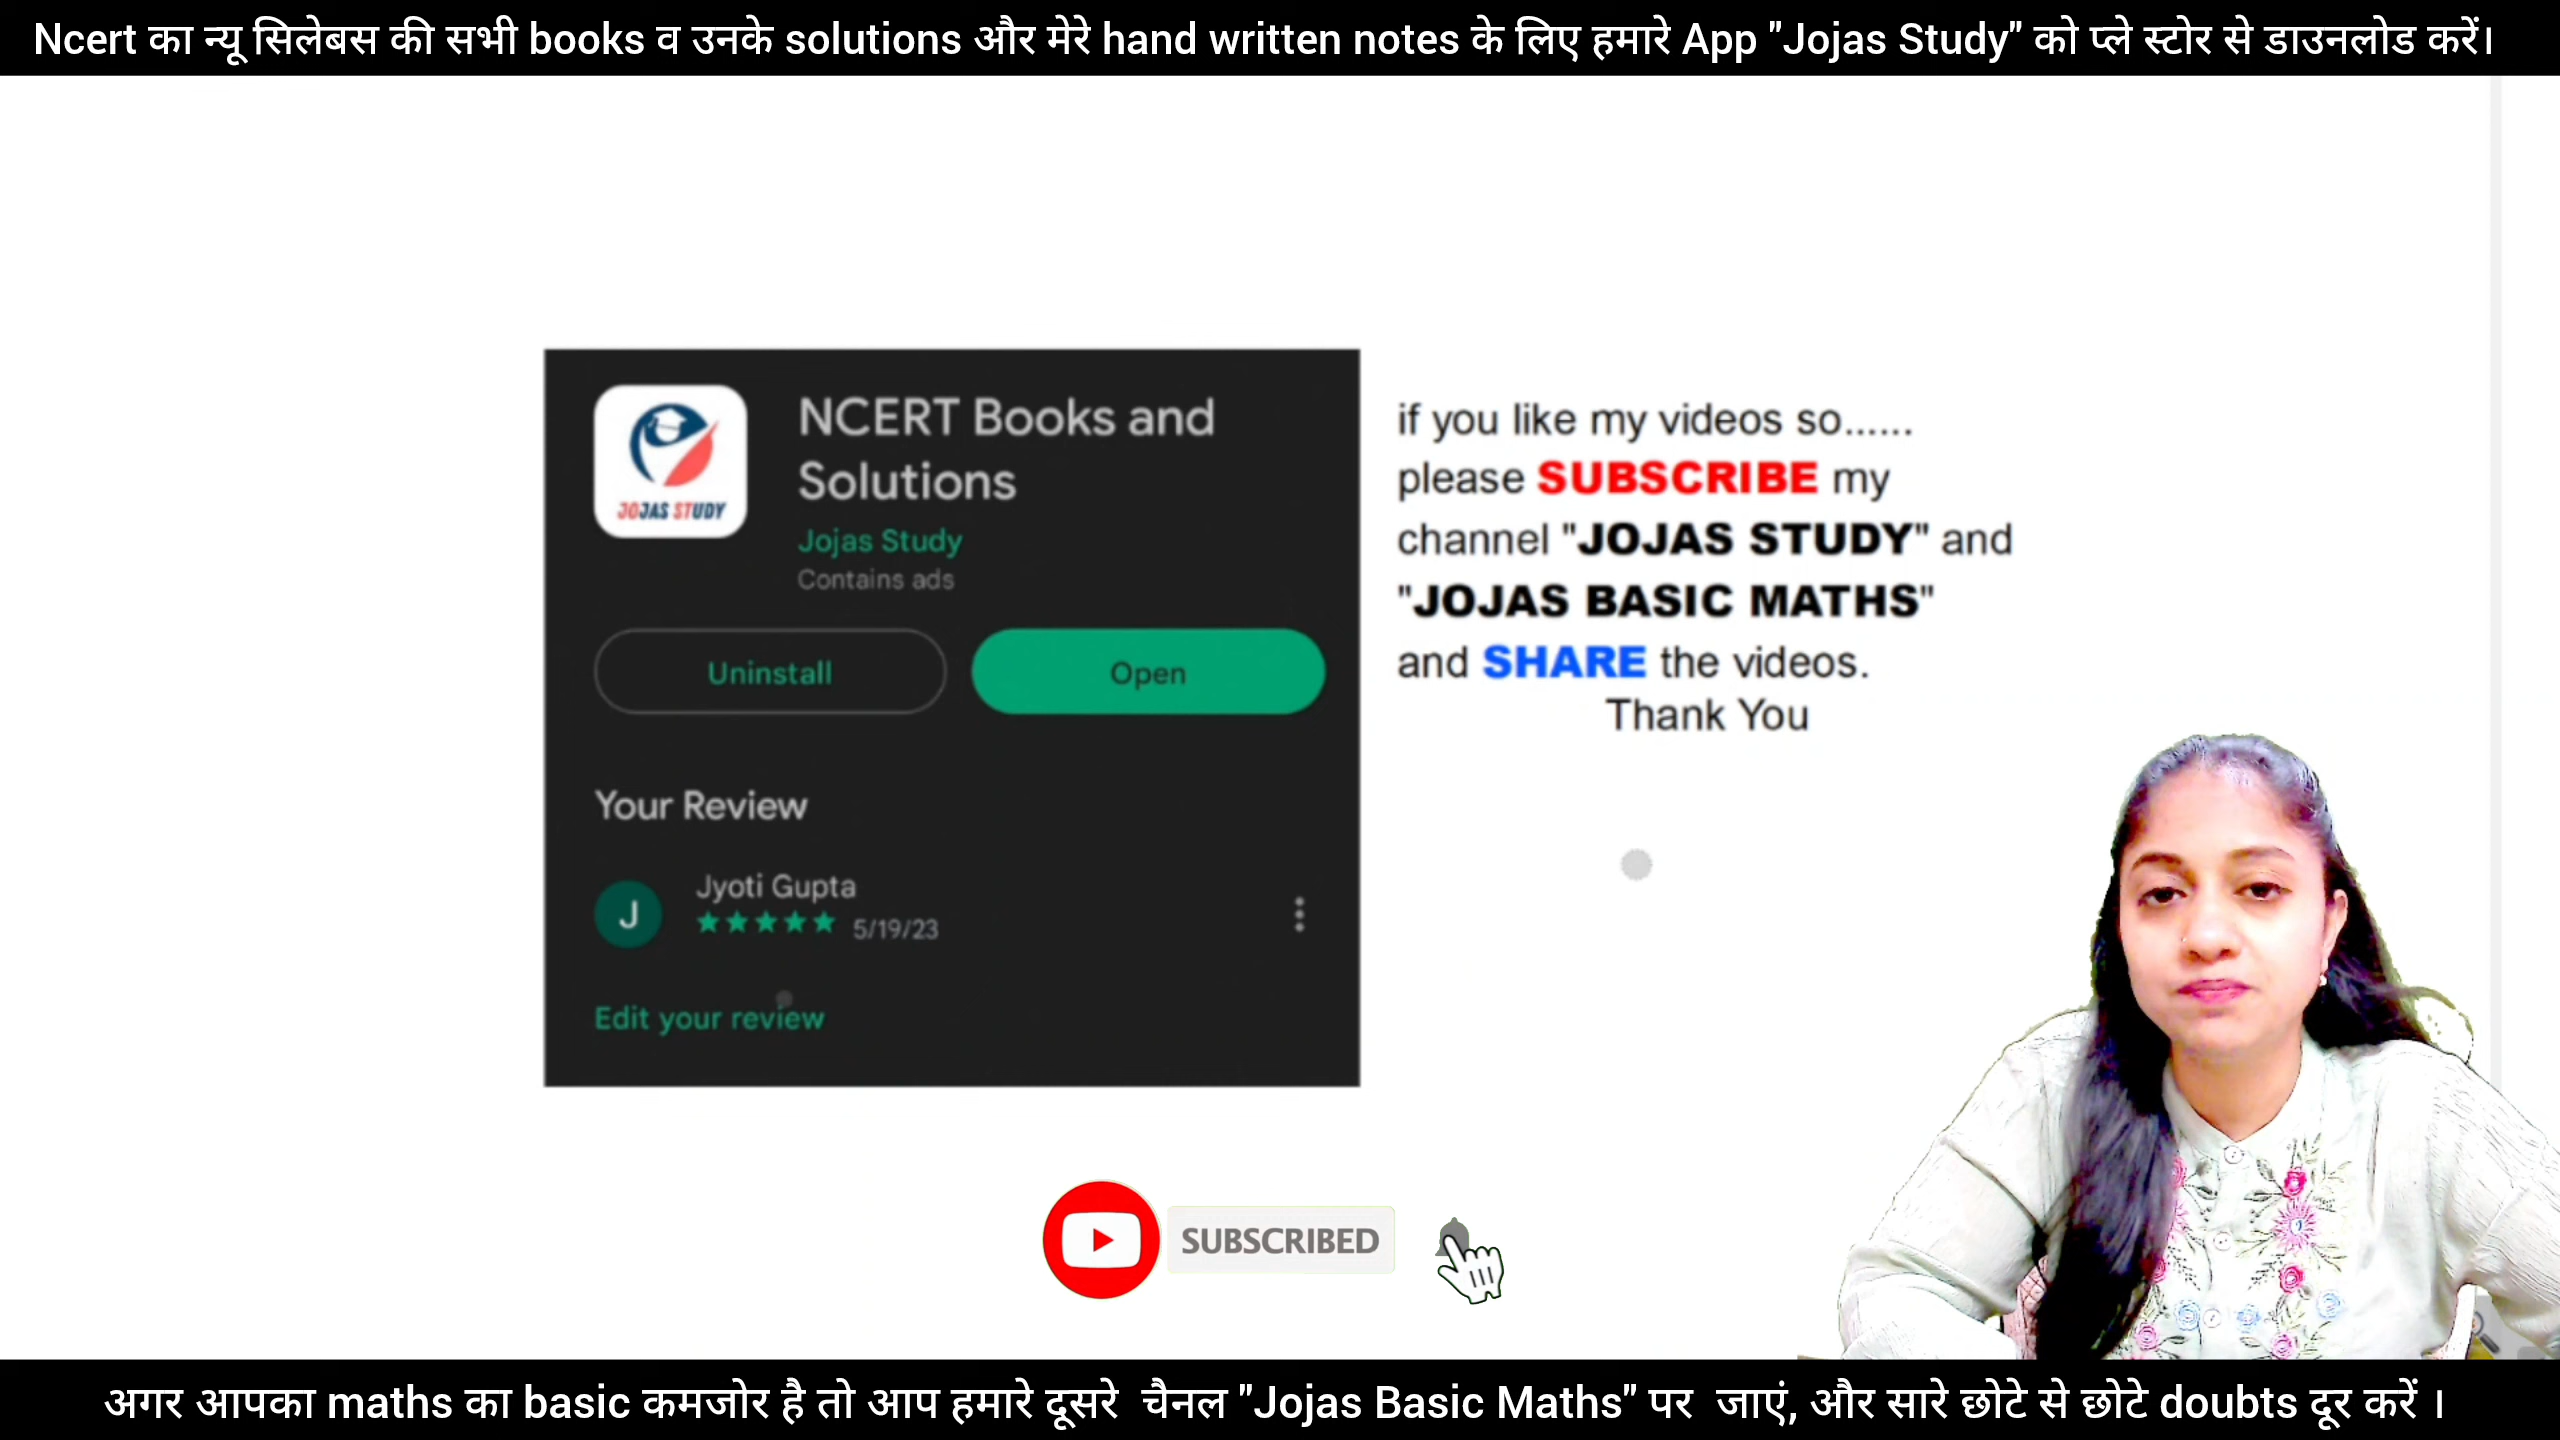 Ncert का न्यू सिलेबस की सभी books व उनके solutions और मेरे hand written notes के लिए हमारे App "Jojas Study" को प्ले स्टोर से डाउनलोड करें।
JOJAS STUDY
NCERT Books and
Solutions
Jojas Study
Contains ads
Uninstall
Open
Your Review
J
Jyoti Gupta
★★★★★ 5/19/23
Edit your review
if you like my videos so......
please SUBSCRIBE my
channel "JOJAS STUDY" and
"JOJAS BASIC MATHS"
and SHARE the videos.
Thank You
SUBSCRIBED
अगर आपका maths का basic कमजोर है तो आप हमारे दूसरे चैनल "Jojas Basic Maths" पर जाएं, और सारे छोटे से छोटे doubts दूर करें ।